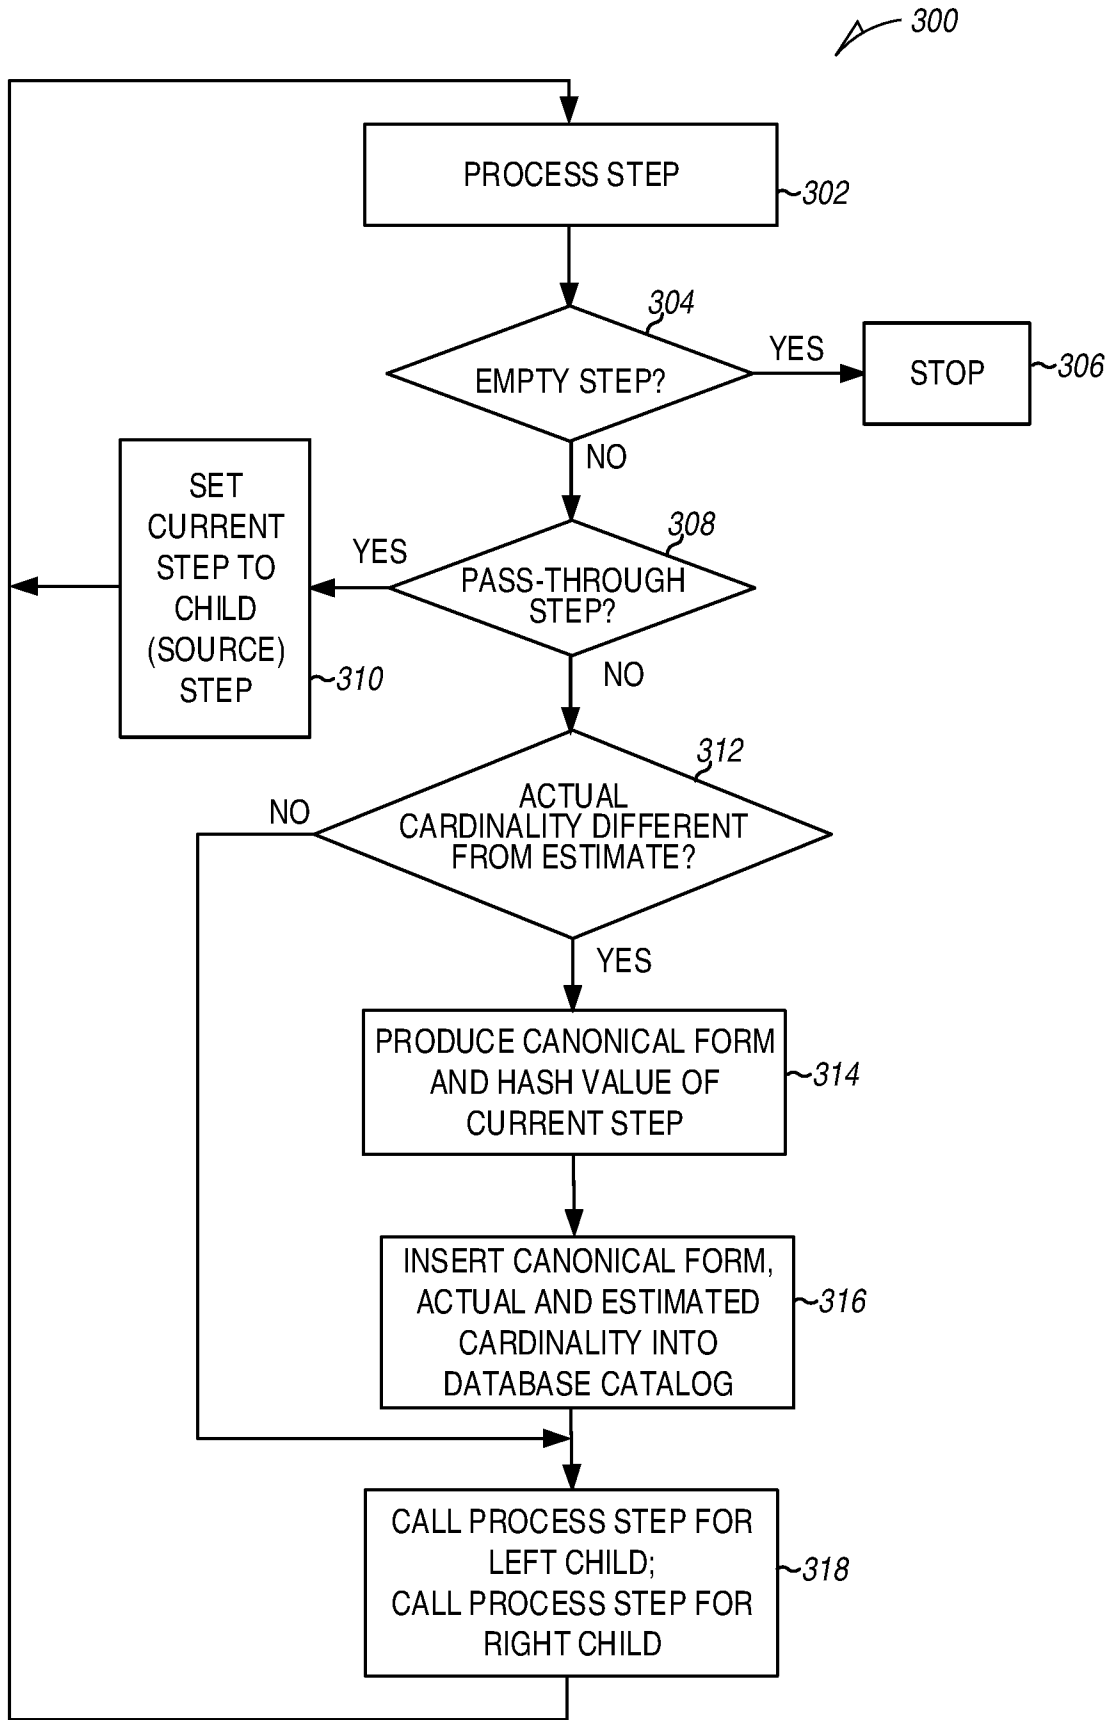 300
PROCESS STEP
302
304
EMPTY STEP?
YES
STOP
306
NO
SET
CURRENT
STEP TO
CHILD
(SOURCE)
STEP
310
YES
308
PASS-THROUGH
STEP?
NO
312
ACTUAL
CARDINALITY DIFFERENT
FROM ESTIMATE?
NO
YES
PRODUCE CANONICAL FORM
AND HASH VALUE OF
CURRENT STEP
314
INSERT CANONICAL FORM,
ACTUAL AND ESTIMATED
CARDINALITY INTO
DATABASE CATALOG
316
CALL PROCESS STEP FOR
LEFT CHILD;
CALL PROCESS STEP FOR
RIGHT CHILD
318